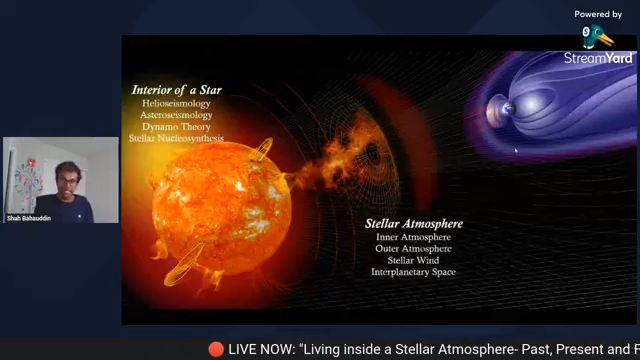 Powered by
StreamYard
Interior of a Star
Helioseismology
Asteroseismology
Dynamo Theory
Stellar Nucleosynthesis
Stellar Atmosphere
Inner Atmosphere
Outer Atmosphere
Stellar Wind
Interplanetary Space
Shah Bahauddin
LIVE NOW: "Living inside a Stellar Atmosphere- Past, Present and F